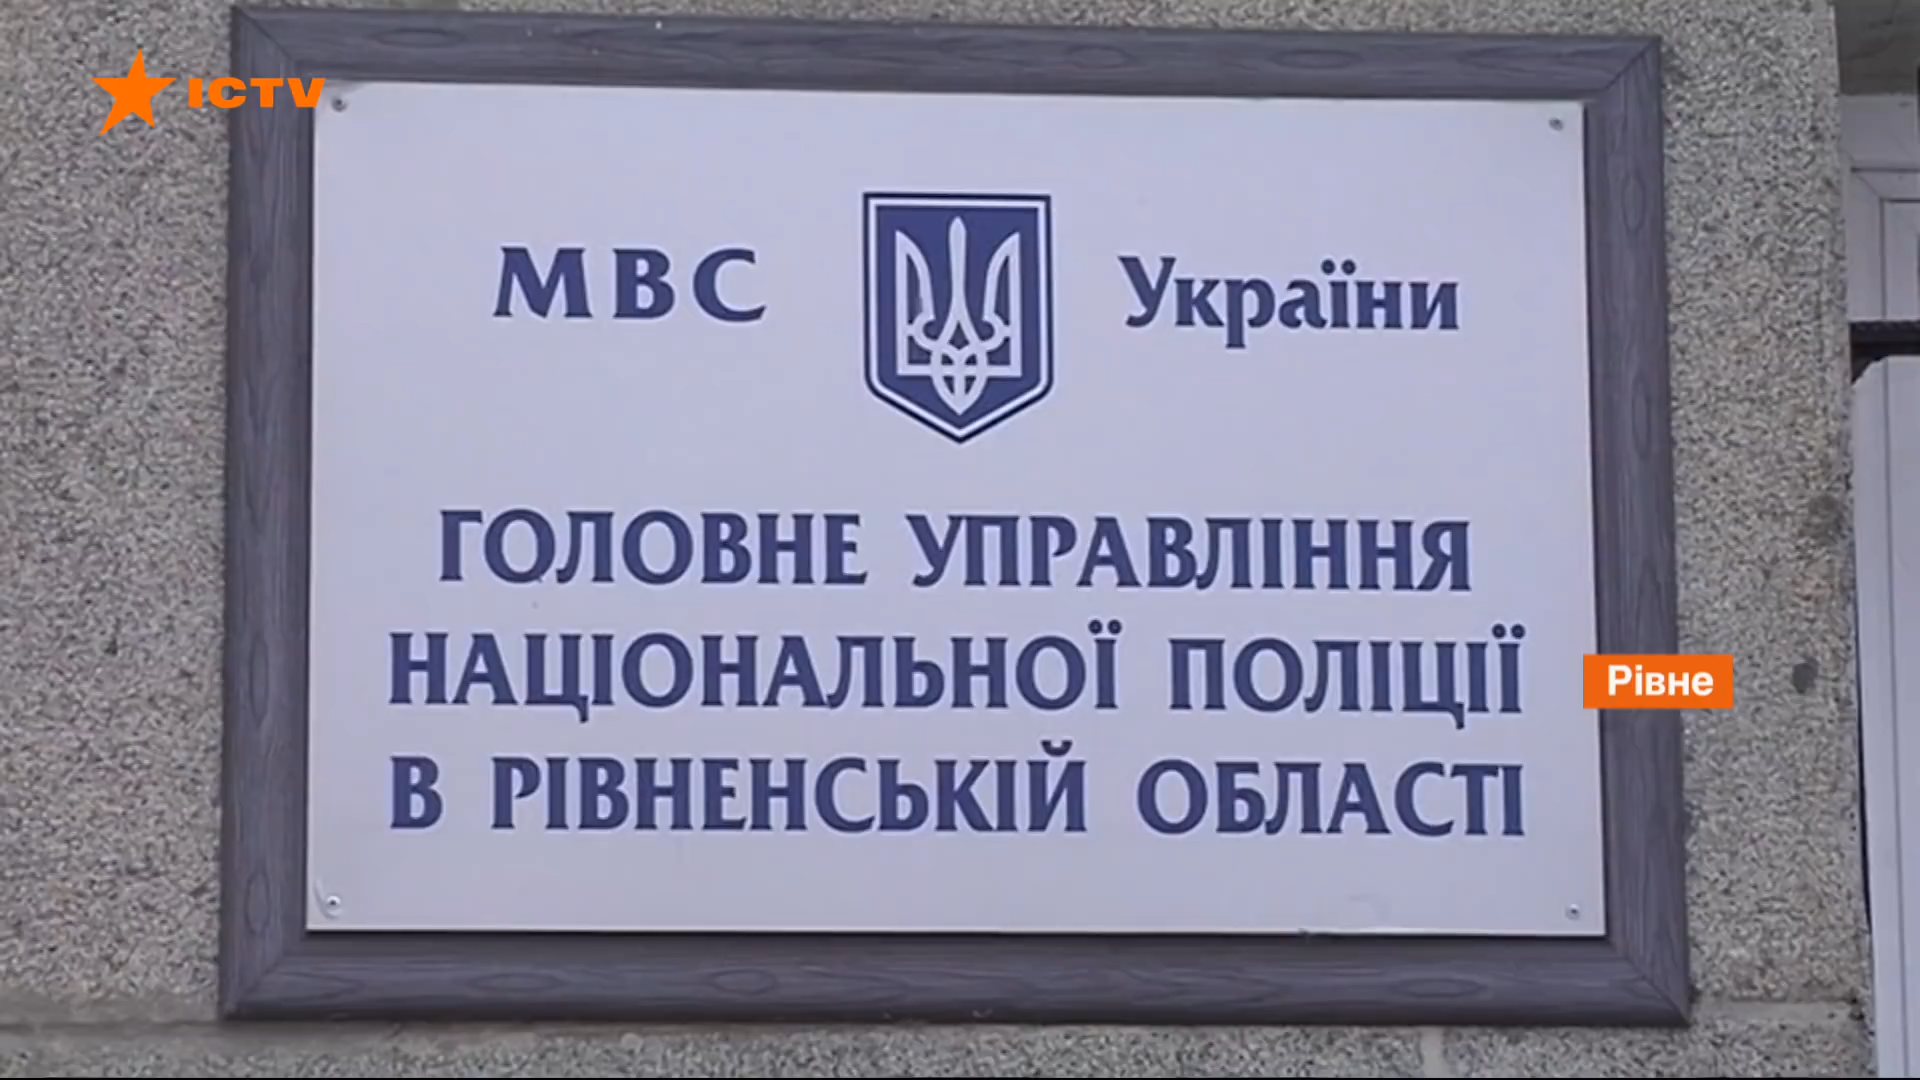 ICTV
МВС України
ГОЛОВНЕ УПРАВЛІННЯ
НАЦІОНАЛЬНОЇ ПОЛІЦІЇ
В РІВНЕНСЬКІЙ ОБЛАСТІ
Рівне